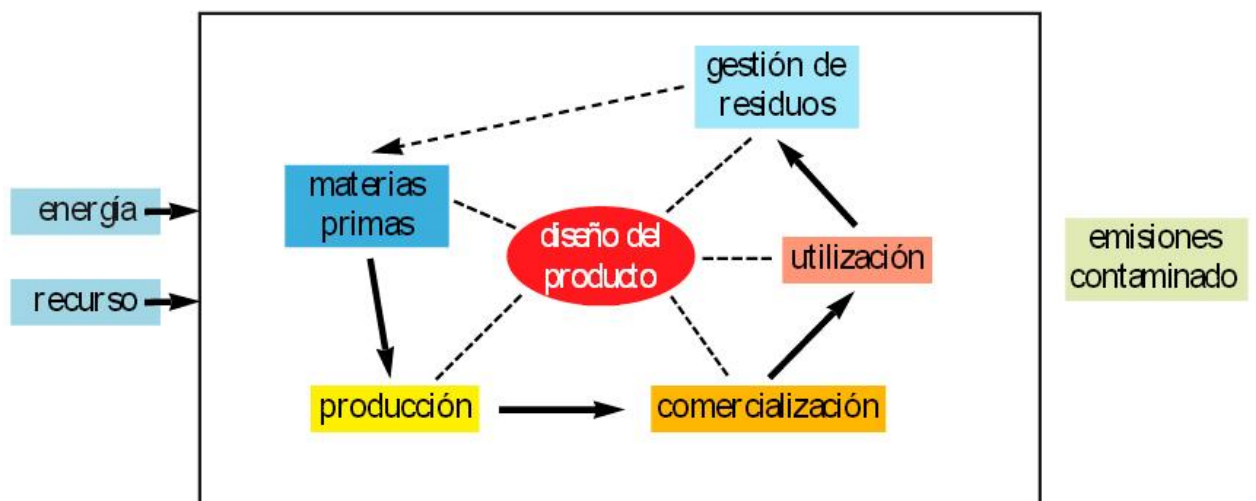 gestión de
residuos
materias
primas
energía
diseño del
producto
utilización
emisiones
contaminado
recurso
producción
comercialización